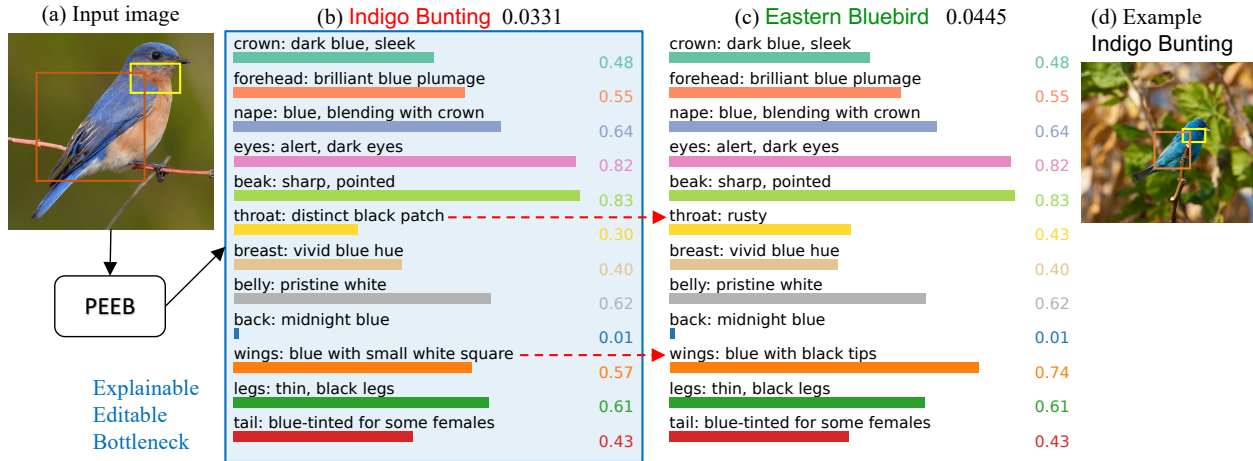 (a) Input image
PEEB
Explainable
Editable
Bottleneck
(b) Indigo Bunting 0.0331
crown: dark blue, sleek
0.48
forehead: brilliant blue plumage
0.55
nape: blue, blending with crown
0.64
eyes: alert, dark eyes
0.82
beak: sharp, pointed
0.83
throat: distinct black patch
0.30
breast: vivid blue hue
0.40
belly: pristine white
0.62
back: midnight blue
0.01
wings: blue with small white square
0.57
legs: thin, black legs
0.61
tail: blue-tinted for some females
0.43
(c) Eastern Bluebird 0.0445
crown: dark blue, sleek
0.48
forehead: brilliant blue plumage
0.55
nape: blue, blending with crown
0.64
eyes: alert, dark eyes
0.82
beak: sharp, pointed
0.83
throat: rusty
0.43
breast: vivid blue hue
0.40
belly: pristine white
0.62
back: midnight blue
0.01
wings: blue with black tips
0.74
legs: thin, black legs
0.61
tail: blue-tinted for some females
0.43
(d) Example
Indigo Bunting